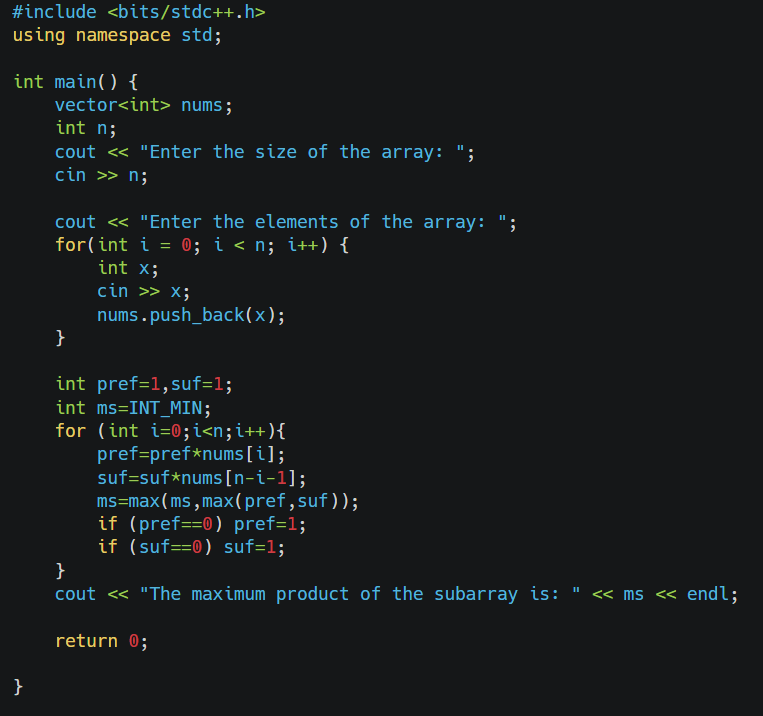 #include <bits/stdc++.h>
using namespace std;

int main() {
    vector<int> nums;
    int n;
    cout << "Enter the size of the array: ";
    cin >> n;

    cout << "Enter the elements of the array: ";
    for(int i = 0; i < n; i++) {
        int x;
        cin >> x;
        nums.push_back(x);
    }

    int pref=1,suf=1;
    int ms=INT_MIN;
    for (int i=0;i<n;i++){
        pref=pref*nums[i];
        suf=suf*nums[n-i-1];
        ms=max(ms,max(pref,suf));
        if (pref==0) pref=1;
        if (suf==0) suf=1;
    }
    cout << "The maximum product of the subarray is: " << ms << endl;

    return 0;

}